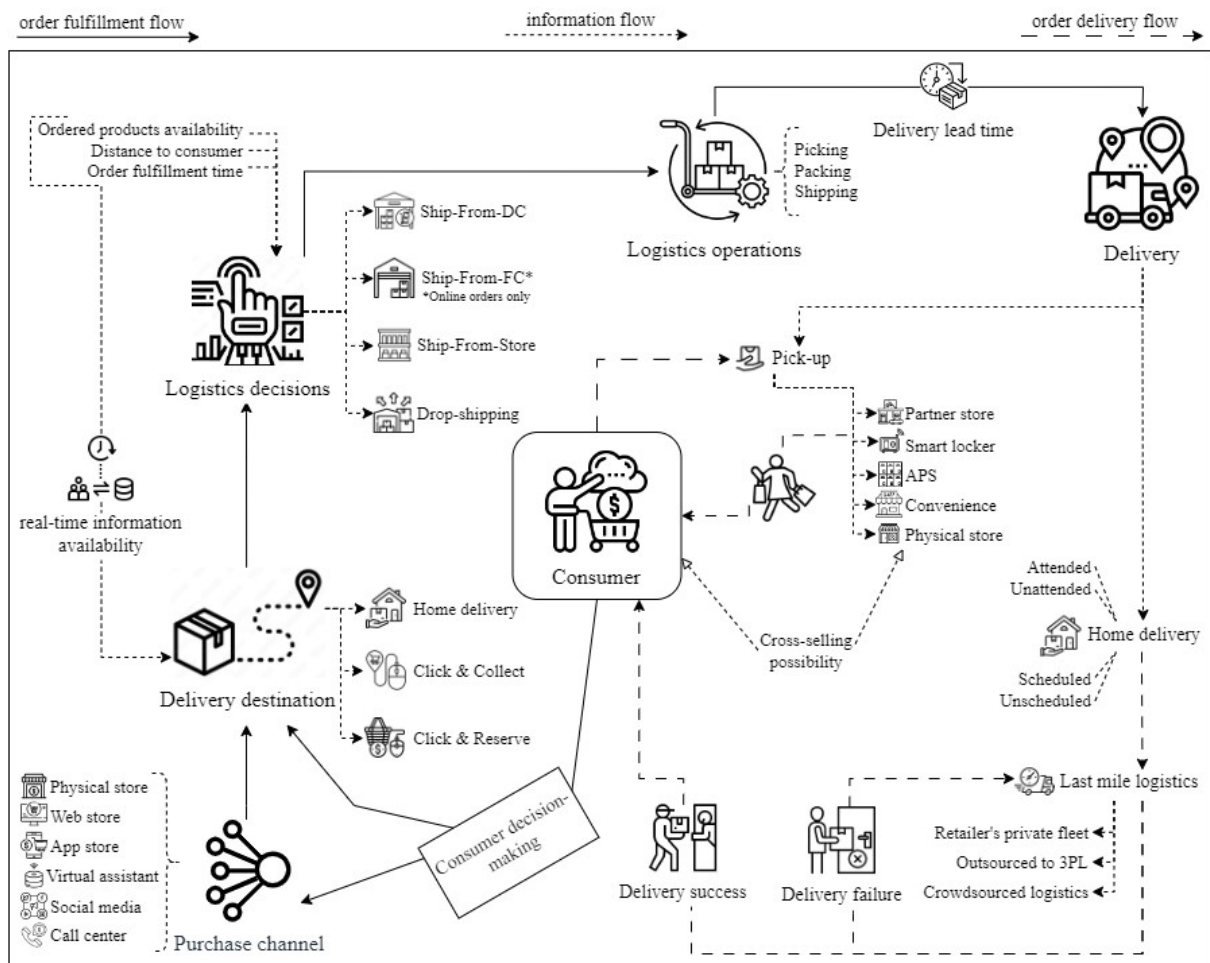 order fulfillment flow
information flow
order delivery flow
Ordered products availability
Distance to consumer
Order fulfillment time
Delivery lead time
Picking
Packing
Shipping
Logistics operations
Delivery
Ship-From-DC
Ship-From-FC*
*Online orders only
Ship-From-Store
Drop-shipping
Logistics decisions
Pick-up
Partner store
Smart locker
APS
Convenience
Physical store
real-time information
availability
Consumer
Attended
Unattended
Home delivery
Scheduled
Unscheduled
Cross-selling
possibility
Home delivery
Click & Collect
Click & Reserve
Delivery destination
Physical store
Web store
App store
Virtual assistant
Social media
Call center
Purchase channel
Consumer decision-
making
Last mile logistics
Retailer's private fleet
Outsourced to 3PL
Crowdsourced logistics
Delivery success
Delivery failure